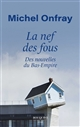 Michel Onfray
La nef
des fous
Des nouvelles
du Bas-Empire